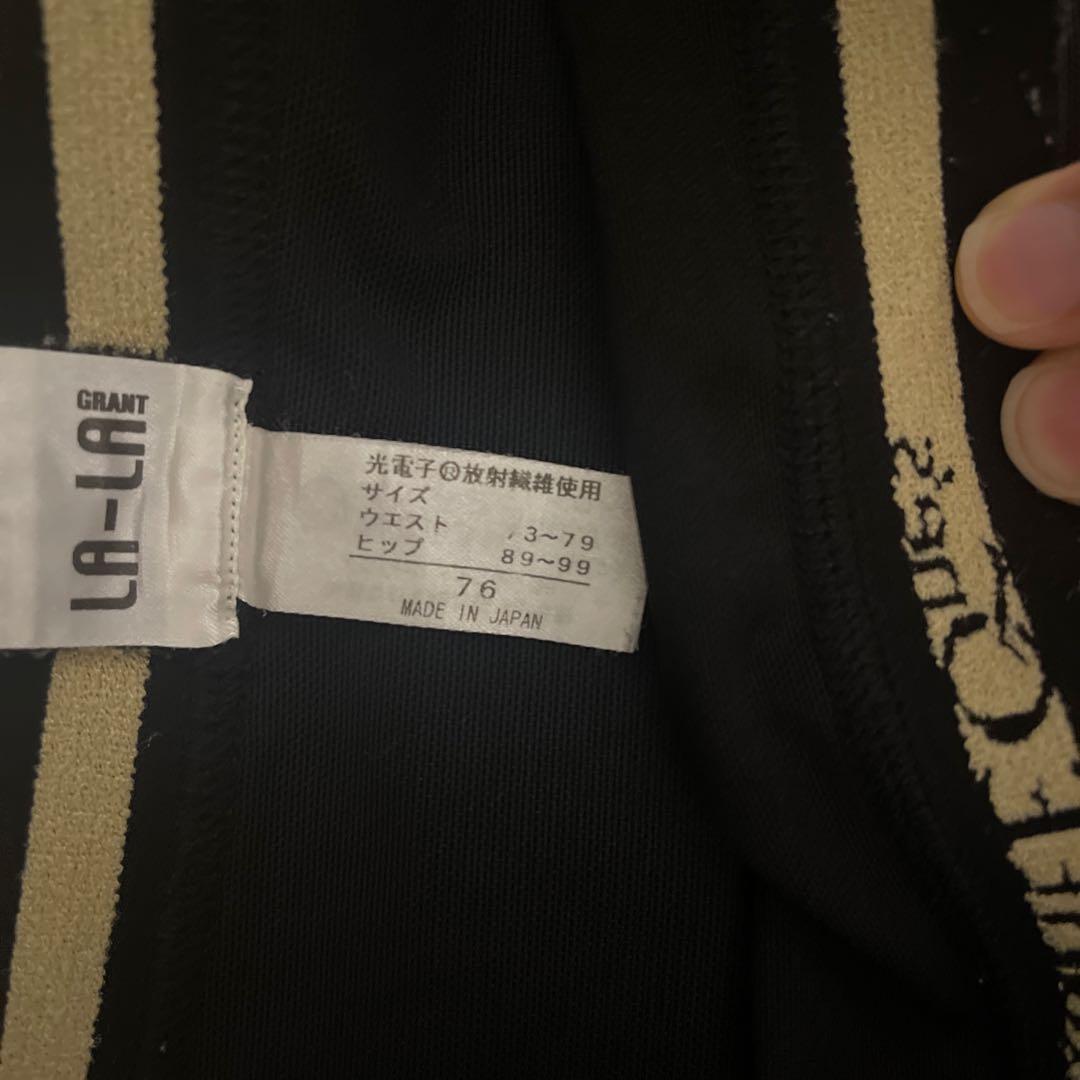 GRANT
LA-LA
光電子®放射繊維使用
サイズ
ウエスト 3~79
ヒップ 89~99
76
MADE IN JAPAN